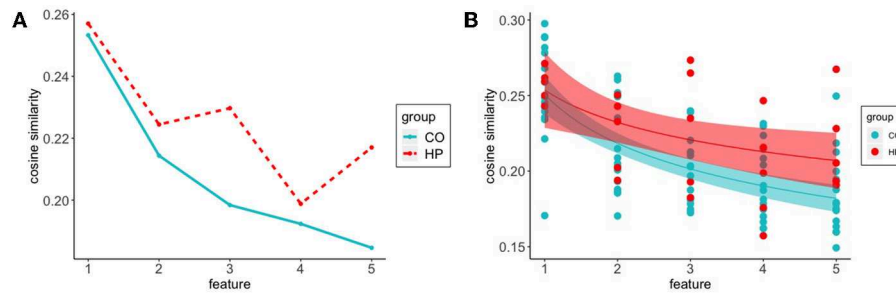 A
0.26
0.24
0.22
0.20
cosine similarity
1 2 3 4 5
feature
group
CO
HP
B
0.30
0.25
0.20
0.15
cosine similarity
1 2 3 4 5
feature
group